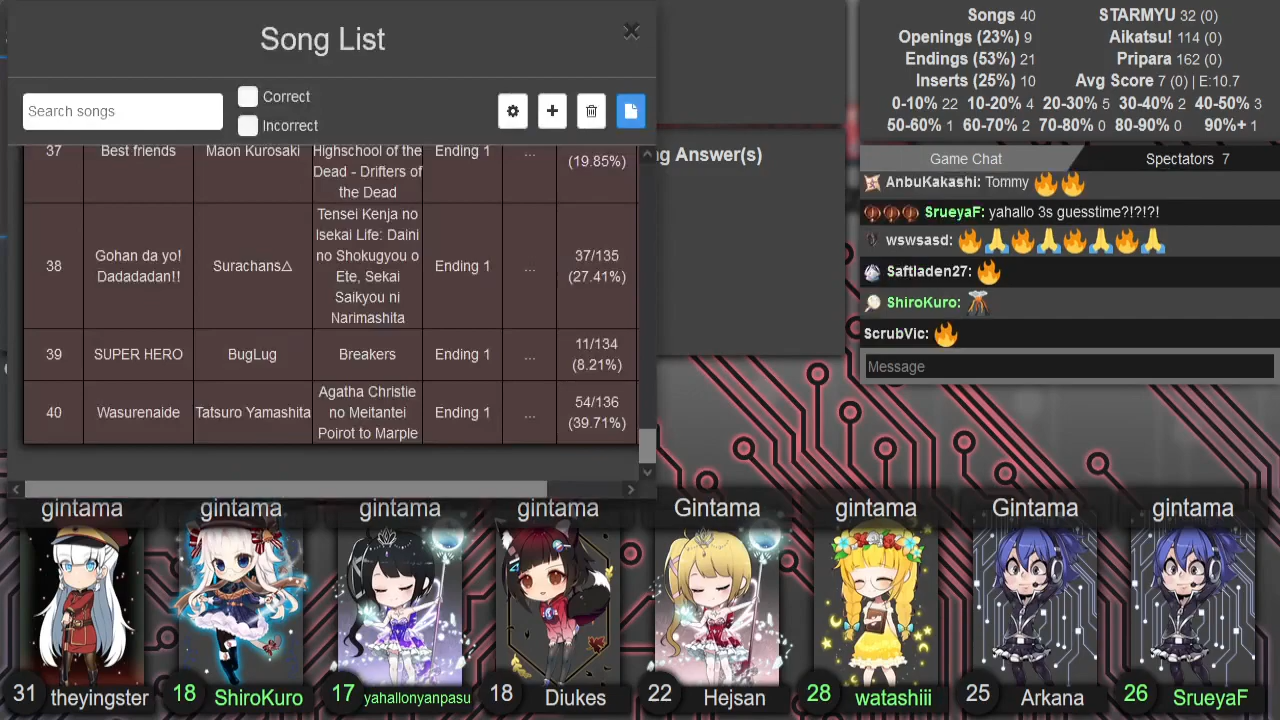 Song List
Search songs
Correct
Incorrect
37 Best friends Maon Kurosaki Highschool of the Dead - Drifters of the Dead Ending 1 ... (19.85%)
38 Gohan da yo! Dadadadan!! Surachans△ Tensei Kenja no Isekai Life: Daini no Shokugyou o Ete, Sekai Saikyou ni Narimashita Ending 1 ... 37/135 (27.41%)
39 SUPER HERO BugLug Breakers Ending 1 ... 11/134 (8.21%)
40 Wasurenaide Tatsuro Yamashita Agatha Christie no Meitantei Poirot to Marple Ending 1 ... 54/136 (39.71%)
g Answer(s)
Songs 40 STARMYU 32 (0)
Openings (23%) 9 Aikatsu! 114 (0)
Endings (53%) 21 Pripara 162 (0)
Inserts (25%) 10 Avg Score 7 (0) | E:10.7
0-10% 22 10-20% 4 20-30% 5 30-40% 2 40-50% 3
50-60% 1 60-70% 2 70-80% 0 80-90% 0 90%+ 1
Game Chat Spectators 7
AnbuKakashi: Tommy 🔥🔥
SrueyaF: yahallo 3s guesstime?!?!?!
wswsasd: 🔥🙏🔥🙏🔥🙏🔥🙏
Saftladen27: 🔥
ShiroKuro:
ScrubVic: 🔥
Message
gintama gintama gintama gintama Gintama gintama Gintama gintama
31 theyingster 18 ShiroKuro 17 yahallonyanpasu 18 Diukes 22 Hejsan 28 watashiii 25 Arkana 26 SrueyaF